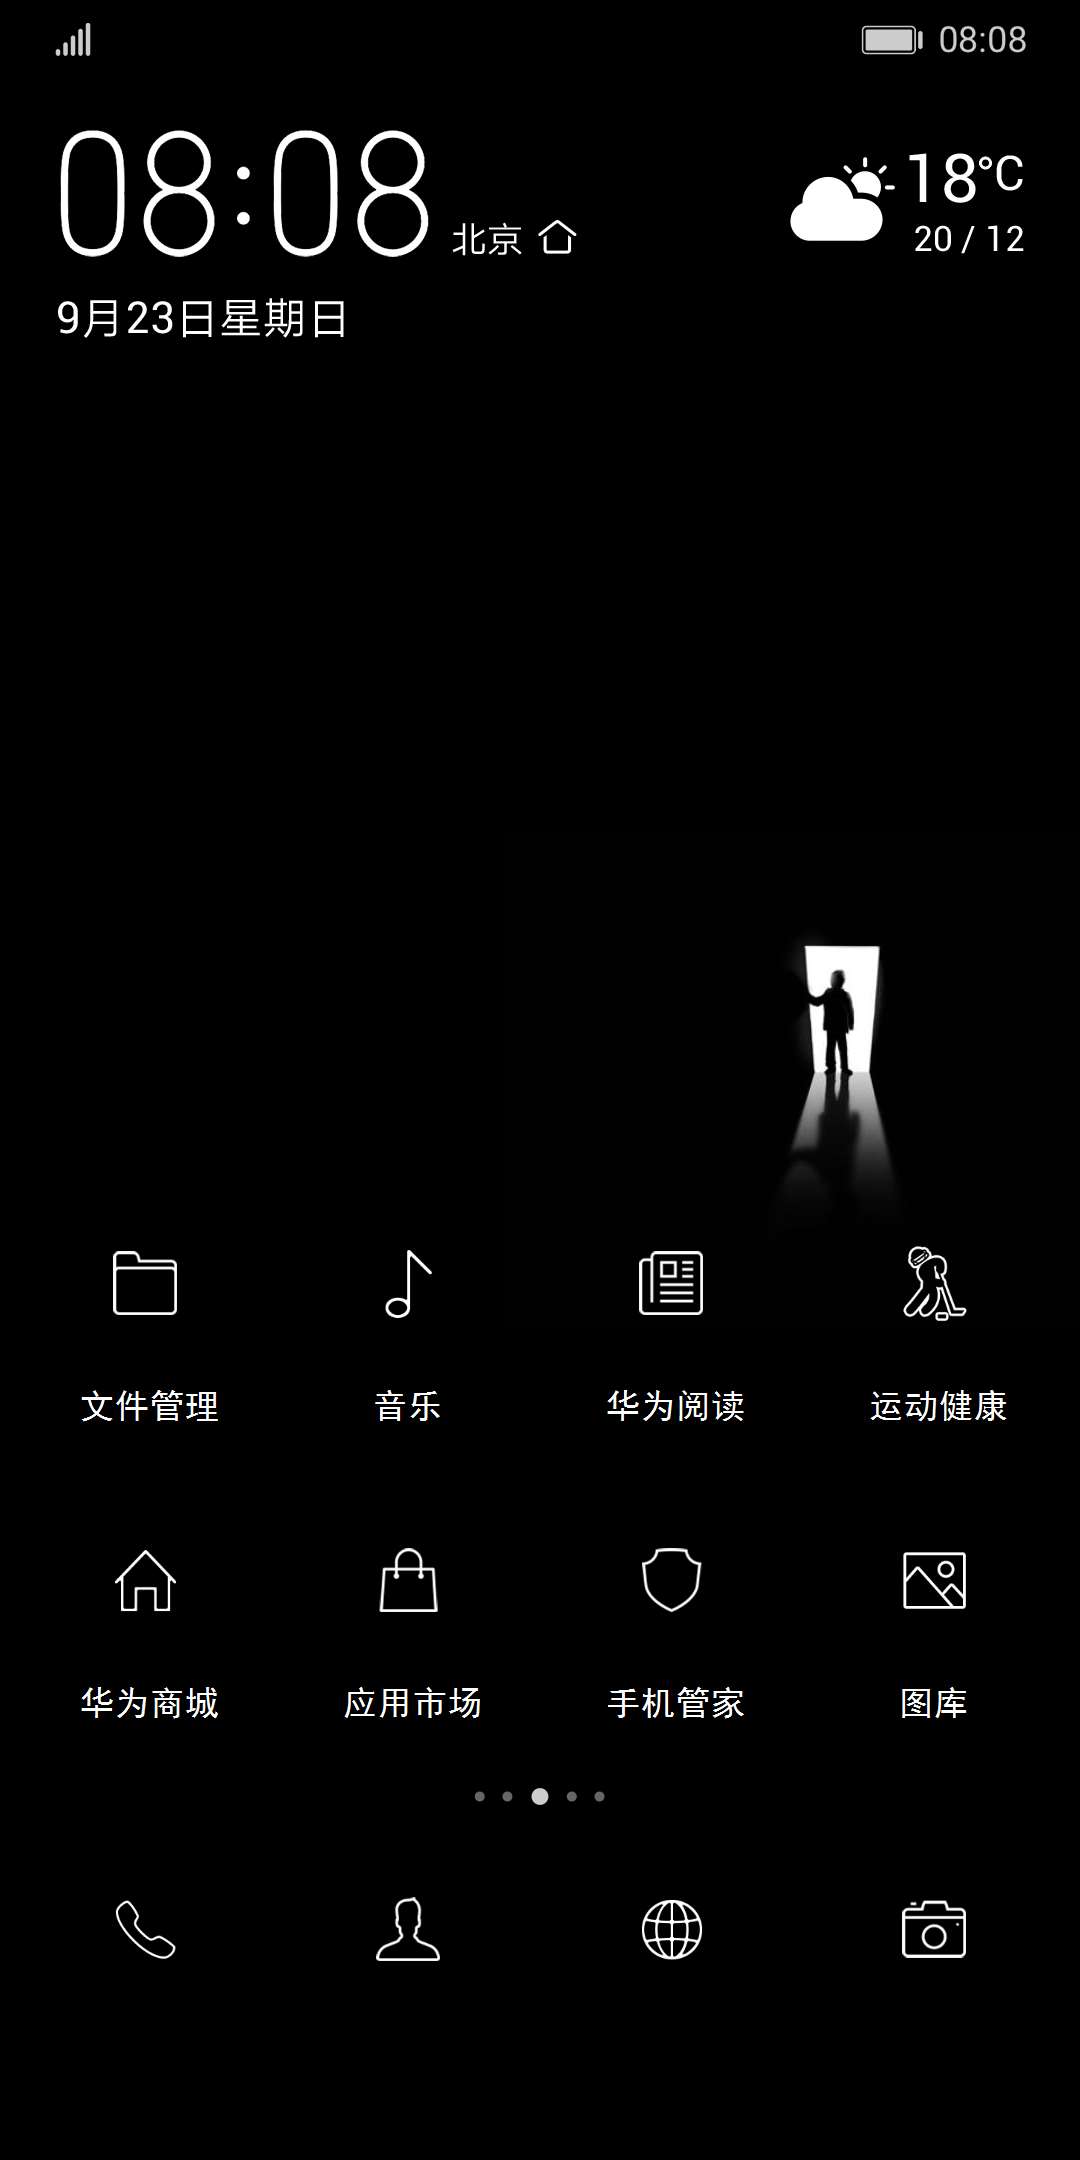 08:08
08:08 北京
18°C
20 / 12
9月23日星期日
文件管理 音乐 华为阅读 运动健康
华为商城 应用市场 手机管家 图库